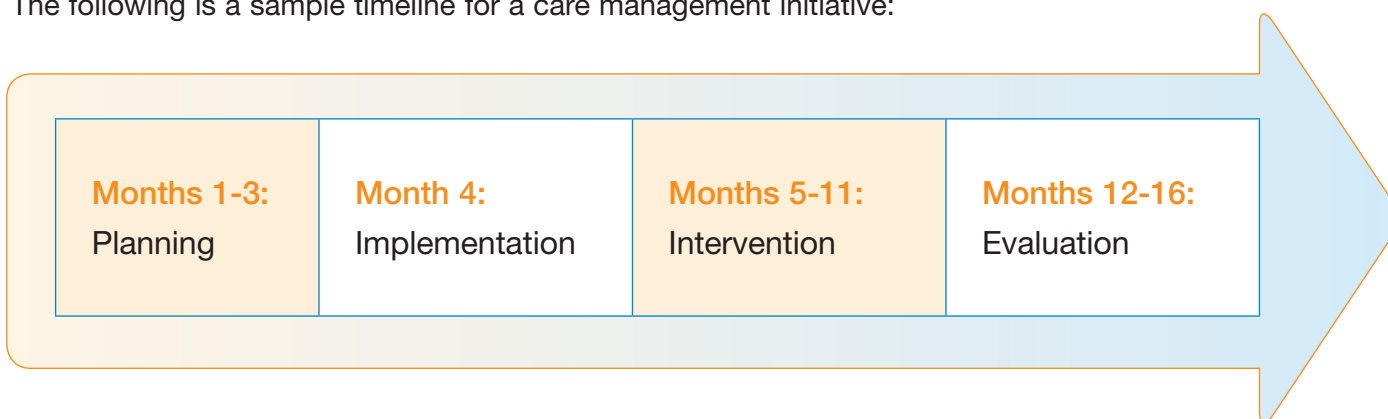 The following is a sample timeline for a care management initiative:
Months 1-3:
Planning
Month 4:
Implementation
Months 5-11:
Intervention
Months 12-16:
Evaluation